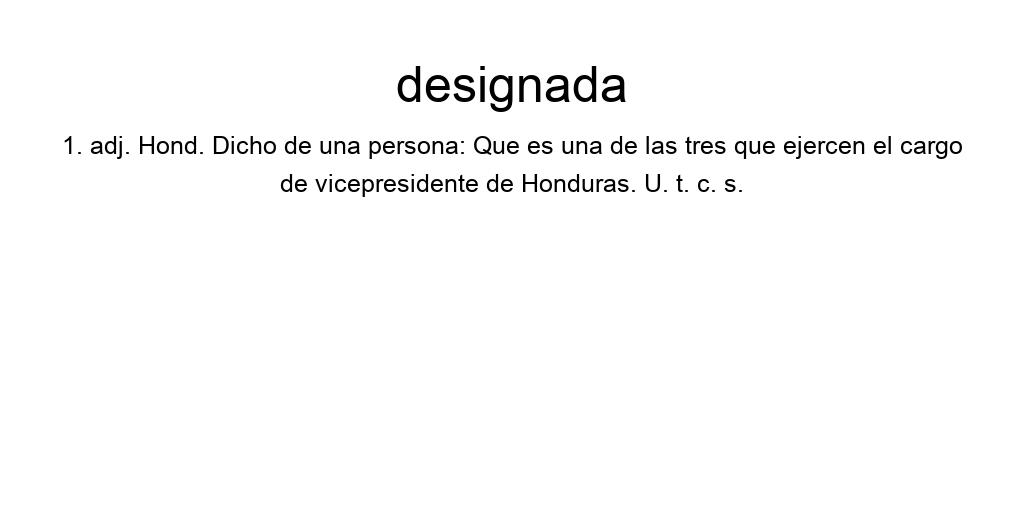 designada
1. adj. Hond. Dicho de una persona: Que es una de las tres que ejercen el cargo
de vicepresidente de Honduras. U. t. c. s.